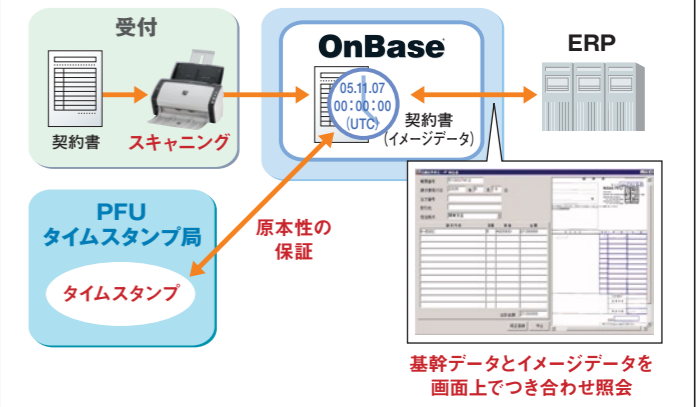 受付
契約書
スキャニング
OnBase
05.11.07
00:00:00
(UTC)
契約書
(イメージデータ)
ERP
PFU
タイムスタンプ局
タイムスタンプ
原本性の
保証
基幹データとイメージデータを
画面上でつき合わせ照会